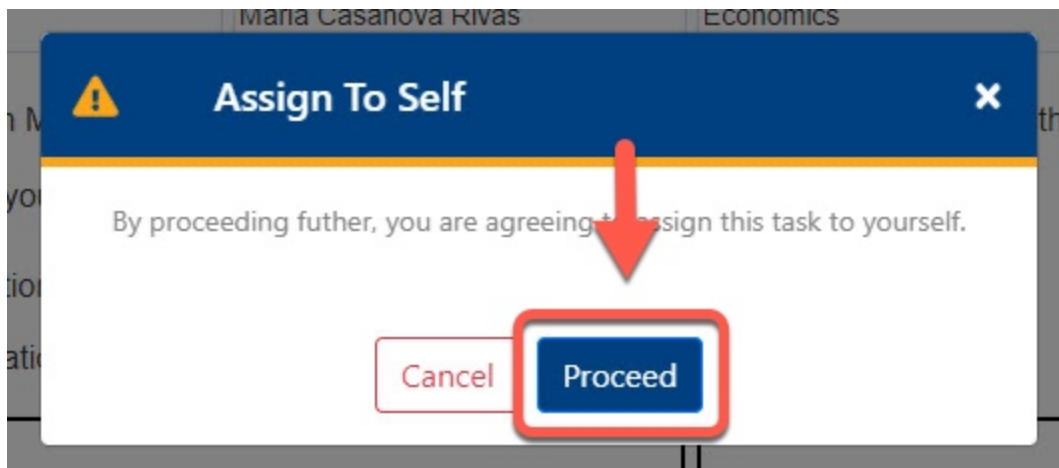 Maria Casanova Rivas Economics
Assign To Self
By proceeding futher, you are agreeing to assign this task to yourself.
Cancel Proceed